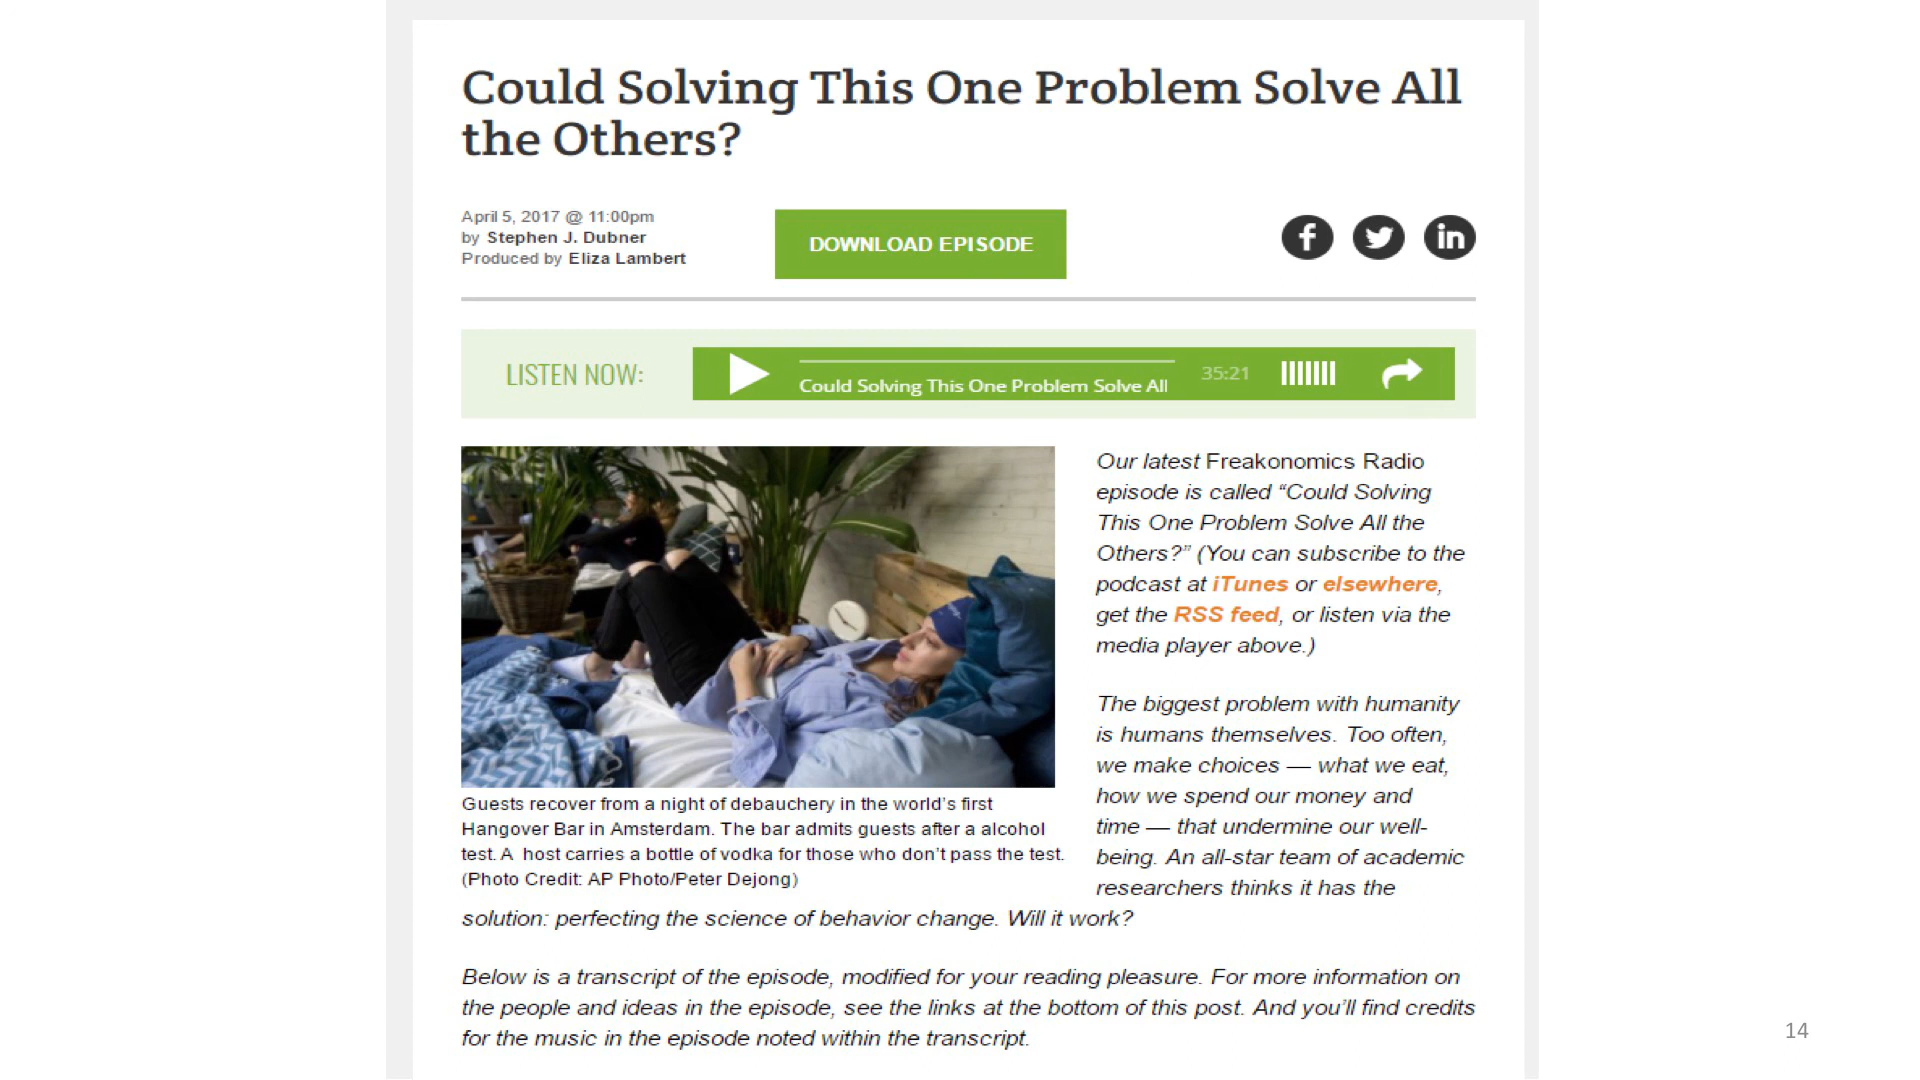 Could Solving This One Problem Solve All
the Others?
April 5, 2017 @ 11:00pm
by Stephen J. Dubner
Produced by Eliza Lambert
DOWNLOAD EPISODE
f
in
LISTEN NOW:
Could Solving This One Problem Solve All
35:21
Our latest Freakonomics Radio
episode is called “Could Solving
This One Problem Solve All the
Others?” (You can subscribe to the
podcast at iTunes or elsewhere,
get the RSS feed, or listen via the
media player above.)
The biggest problem with humanity
is humans themselves. Too often,
we make choices — what we eat,
how we spend our money and
time — that undermine our well-
being. An all-star team of academic
researchers thinks it has the
solution: perfecting the science of behavior change. Will it work?
Guests recover from a night of debauchery in the world’s first
Hangover Bar in Amsterdam. The bar admits guests after a alcohol
test. A  host carries a bottle of vodka for those who don’t pass the test.
(Photo Credit: AP Photo/Peter Dejong)
Below is a transcript of the episode, modified for your reading pleasure. For more information on
the people and ideas in the episode, see the links at the bottom of this post. And you’ll find credits
for the music in the episode noted within the transcript.
14